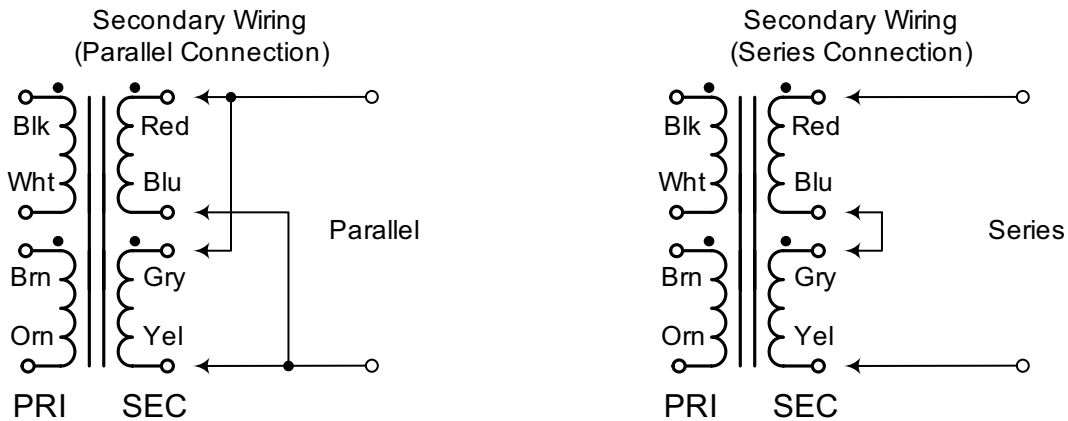 Secondary Wiring
(Parallel Connection)
Blk
Red
Wht
Blu
Parallel
Brn
Gry
Orn
Yel
PRI
SEC
Secondary Wiring
(Series Connection)
Blk
Red
Wht
Blu
Series
Brn
Gry
Orn
Yel
PRI
SEC